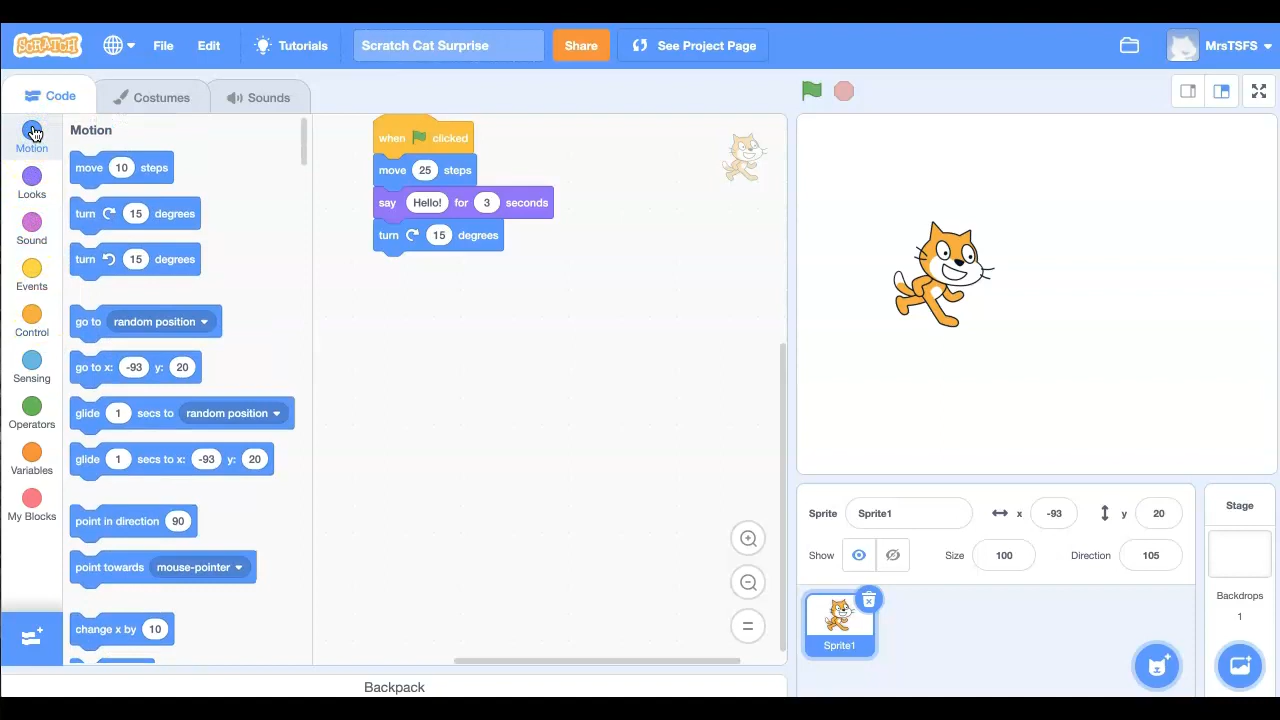 SCRATCH File Edit Tutorials Scratch Cat Surprise Share See Project Page MrsTSFS
Code Costumes Sounds
Motion
Looks
Sound
Events
Control
Sensing
Operators
Variables
My Blocks
Motion
move 10 steps
turn 15 degrees
turn 15 degrees
go to random position
go to x: -93 y: 20
glide 1 secs to random position
glide 1 secs to x: -93 y: 20
point in direction 90
point towards mouse-pointer
change x by 10
when clicked
move 25 steps
say Hello! for 3 seconds
turn 15 degrees
Backpack
Sprite Sprite1 x -93 y 20
Show Size 100 Direction 105
Sprite1
Stage
Backdrops
1